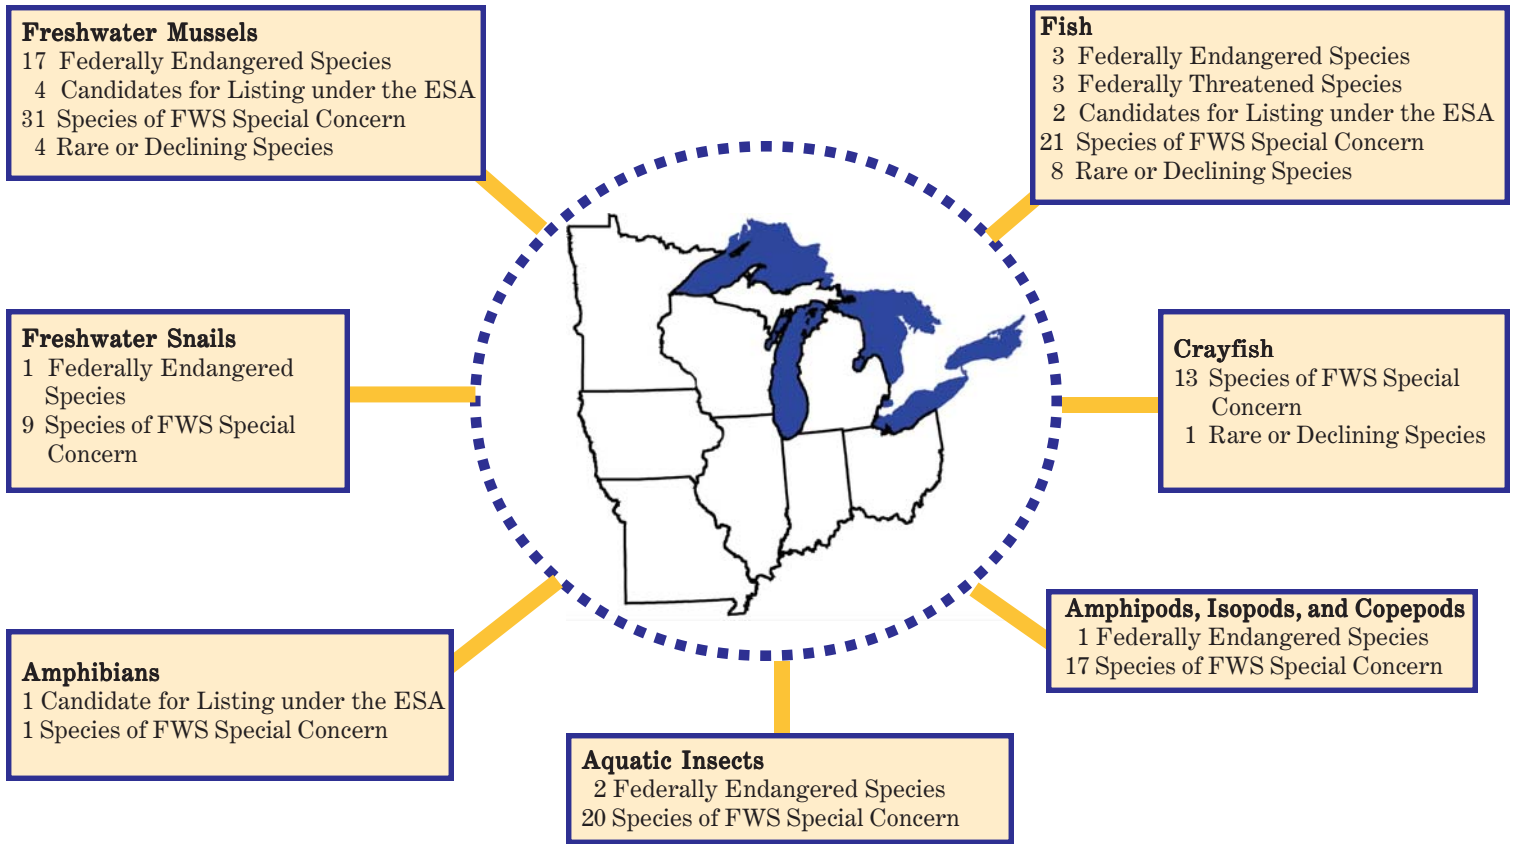 Freshwater Mussels
17 Federally Endangered Species
4 Candidates for Listing under the ESA
31 Species of FWS Special Concern
4 Rare or Declining Species
Fish
3 Federally Endangered Species
3 Federally Threatened Species
2 Candidates for Listing under the ESA
21 Species of FWS Special Concern
8 Rare or Declining Species
Freshwater Snails
1 Federally Endangered
Species
9 Species of FWS Special
Concern
Crayfish
13 Species of FWS Special
Concern
1 Rare or Declining Species
Amphibians
1 Candidate for Listing under the ESA
1 Species of FWS Special Concern
Amphipods, Isopods, and Copepods
1 Federally Endangered Species
17 Species of FWS Special Concern
Aquatic Insects
2 Federally Endangered Species
20 Species of FWS Special Concern